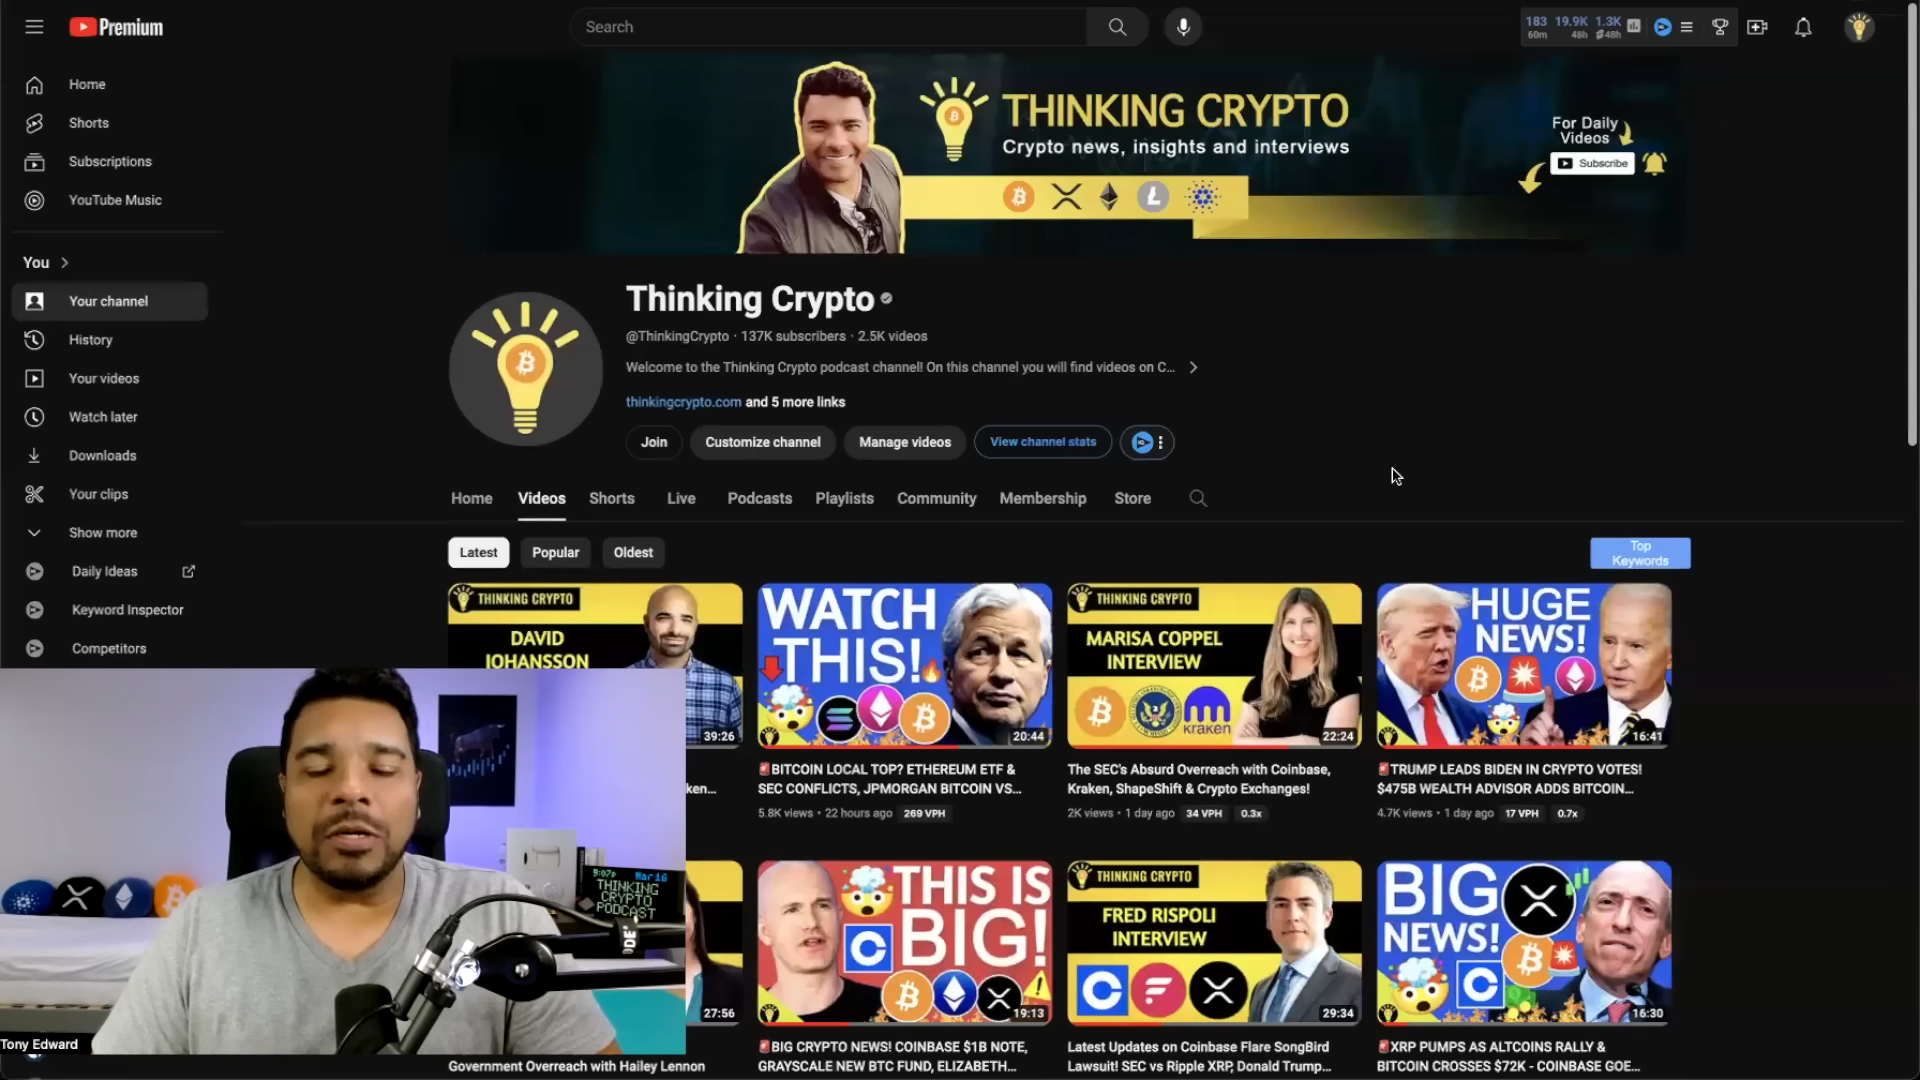 Premium
Search
183 19.9K 1.3K
60m 48h 48h
Home
Shorts
Subscriptions
YouTube Music
You
Your channel
History
Your videos
Watch later
Downloads
Your clips
Show more
Daily Ideas
Keyword Inspector
Competitors
THINKING CRYPTO
Crypto news, insights and interviews
For Daily
Videos
Subscribe
Thinking Crypto
@ThinkingCrypto · 137K subscribers · 2.5K videos
Welcome to the Thinking Crypto podcast channel! On this channel you will find videos on C...
thinkingcrypto.com and 5 more links
Join
Customize channel
Manage videos
View channel stats
Home
Videos
Shorts
Live
Podcasts
Playlists
Community
Membership
Store
Latest
Popular
Oldest
Top
Keywords
THINKING CRYPTO
DAVID
JOHANSSON
39:26
WATCH
THIS!
20:44
THINKING CRYPTO
MARISA COPPEL
INTERVIEW
kraken
22:24
HUGE
NEWS!
16:41
ken...
BITCOIN LOCAL TOP? ETHEREUM ETF &
SEC CONFLICTS, JPMORGAN BITCOIN VS...
5.8K views · 22 hours ago 269 VPH
The SEC's Absurd Overreach with Coinbase,
Kraken, ShapeShift & Crypto Exchanges!
2K views · 1 day ago 34 VPH 0.3x
TRUMP LEADS BIDEN IN CRYPTO VOTES!
$475B WEALTH ADVISOR ADDS BITCOIN...
4.7K views · 1 day ago 17 VPH 0.7x
27:56
THIS IS
BIG!
19:13
THINKING CRYPTO
FRED RISPOLI
INTERVIEW
29:34
BIG
NEWS!
16:30
Government Overreach with Hailey Lennon
BIG CRYPTO NEWS! COINBASE $1B NOTE,
GRAYSCALE NEW BTC FUND, ELIZABETH...
Latest Updates on Coinbase Flare SongBird
Lawsuit! SEC vs Ripple XRP, Donald Trump...
XRP PUMPS AS ALTCOINS RALLY &
BITCOIN CROSSES $72K - COINBASE GOE...
9:07P Mar 16
THINKING
CRYPTO
PODCAST
Tony Edward